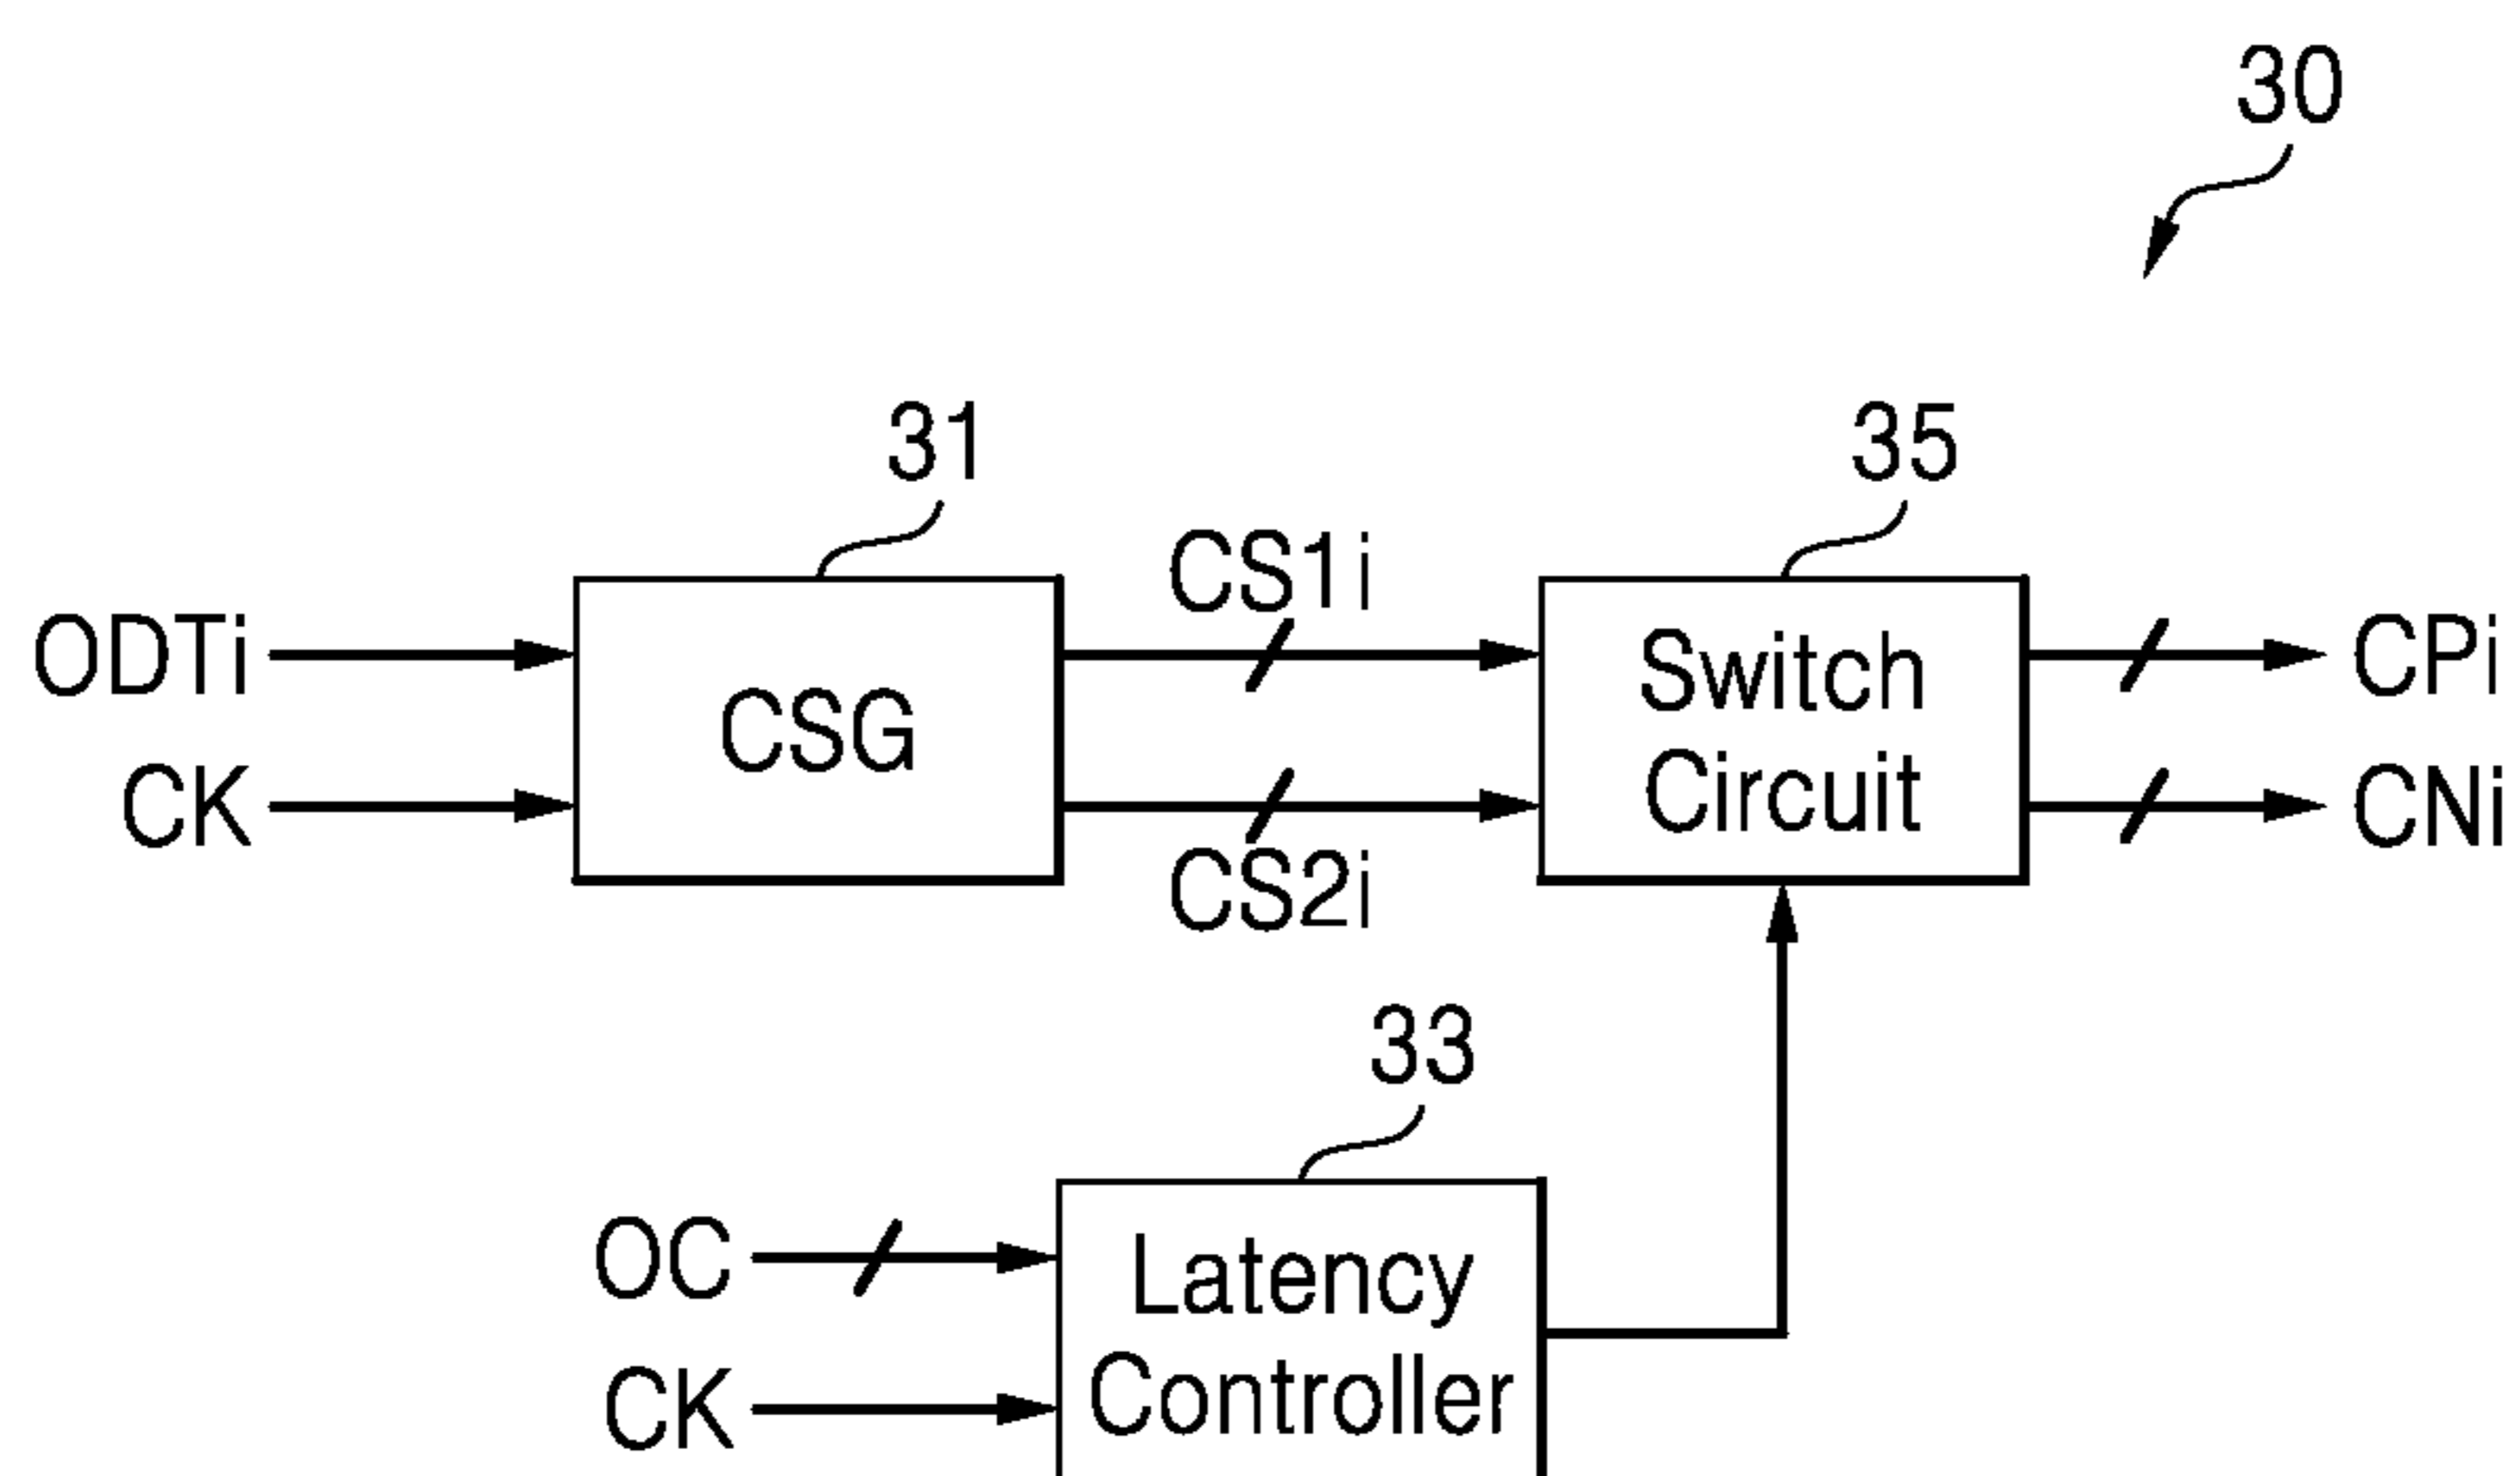 30
31
35
CS1i
ODTi
CK
CSG
Switch
Circuit
CPi
CNi
CS2i
33
OC
CK
Latency
Controller